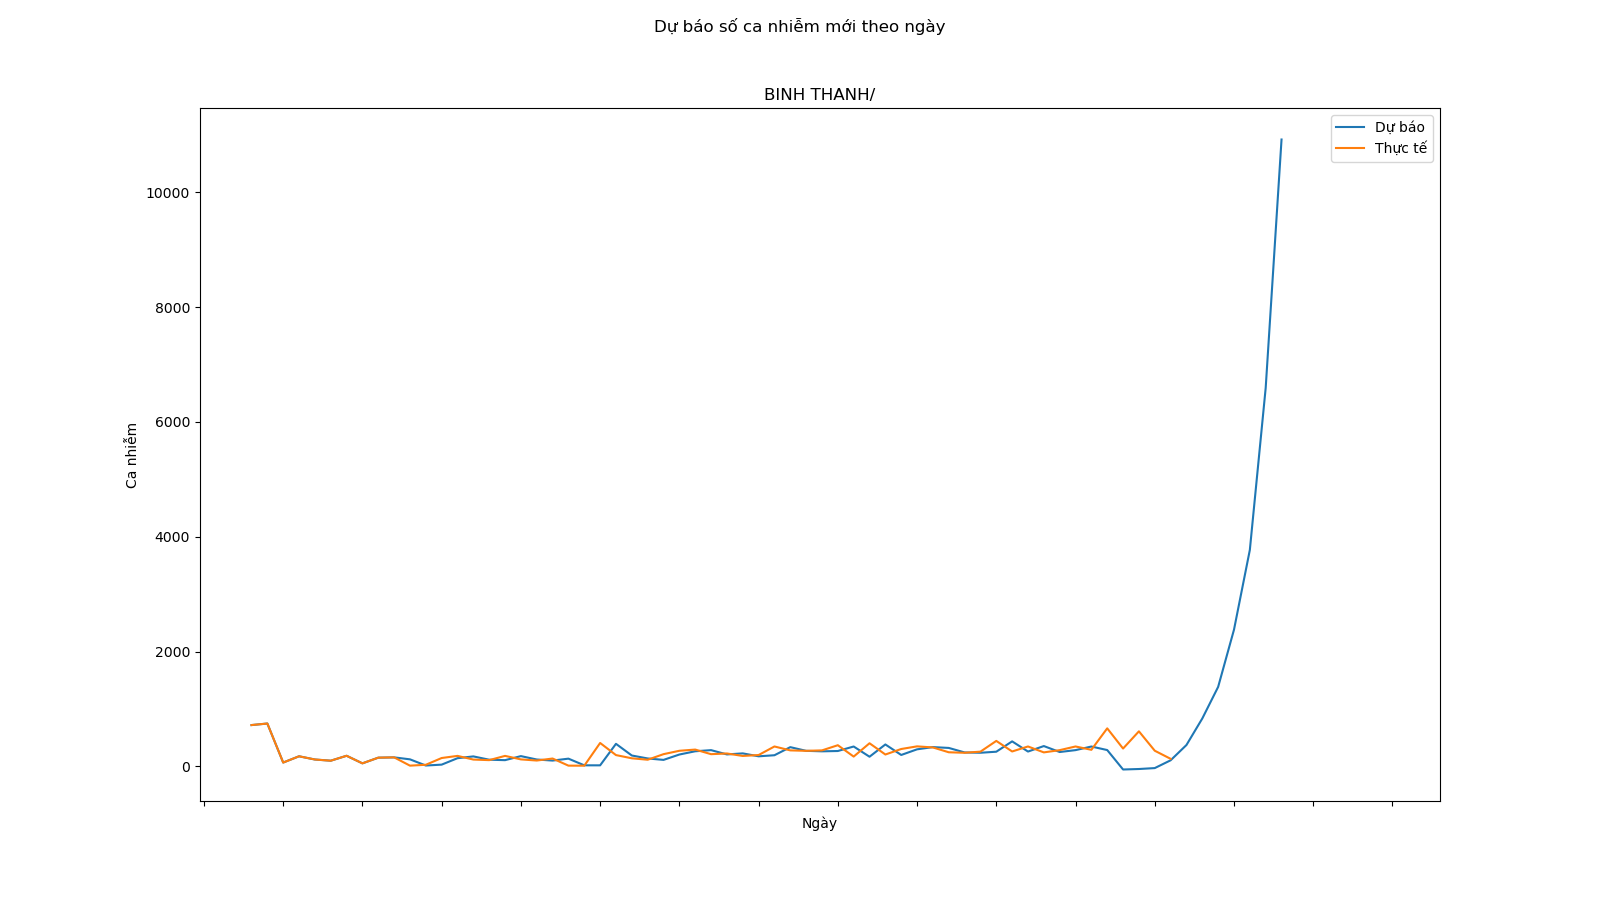 Dự báo số ca nhiễm mới theo ngày
BINH THANH/
Dự báo
Thực tế
10000
8000
6000
4000
2000
0
Ca nhiễm
Ngày